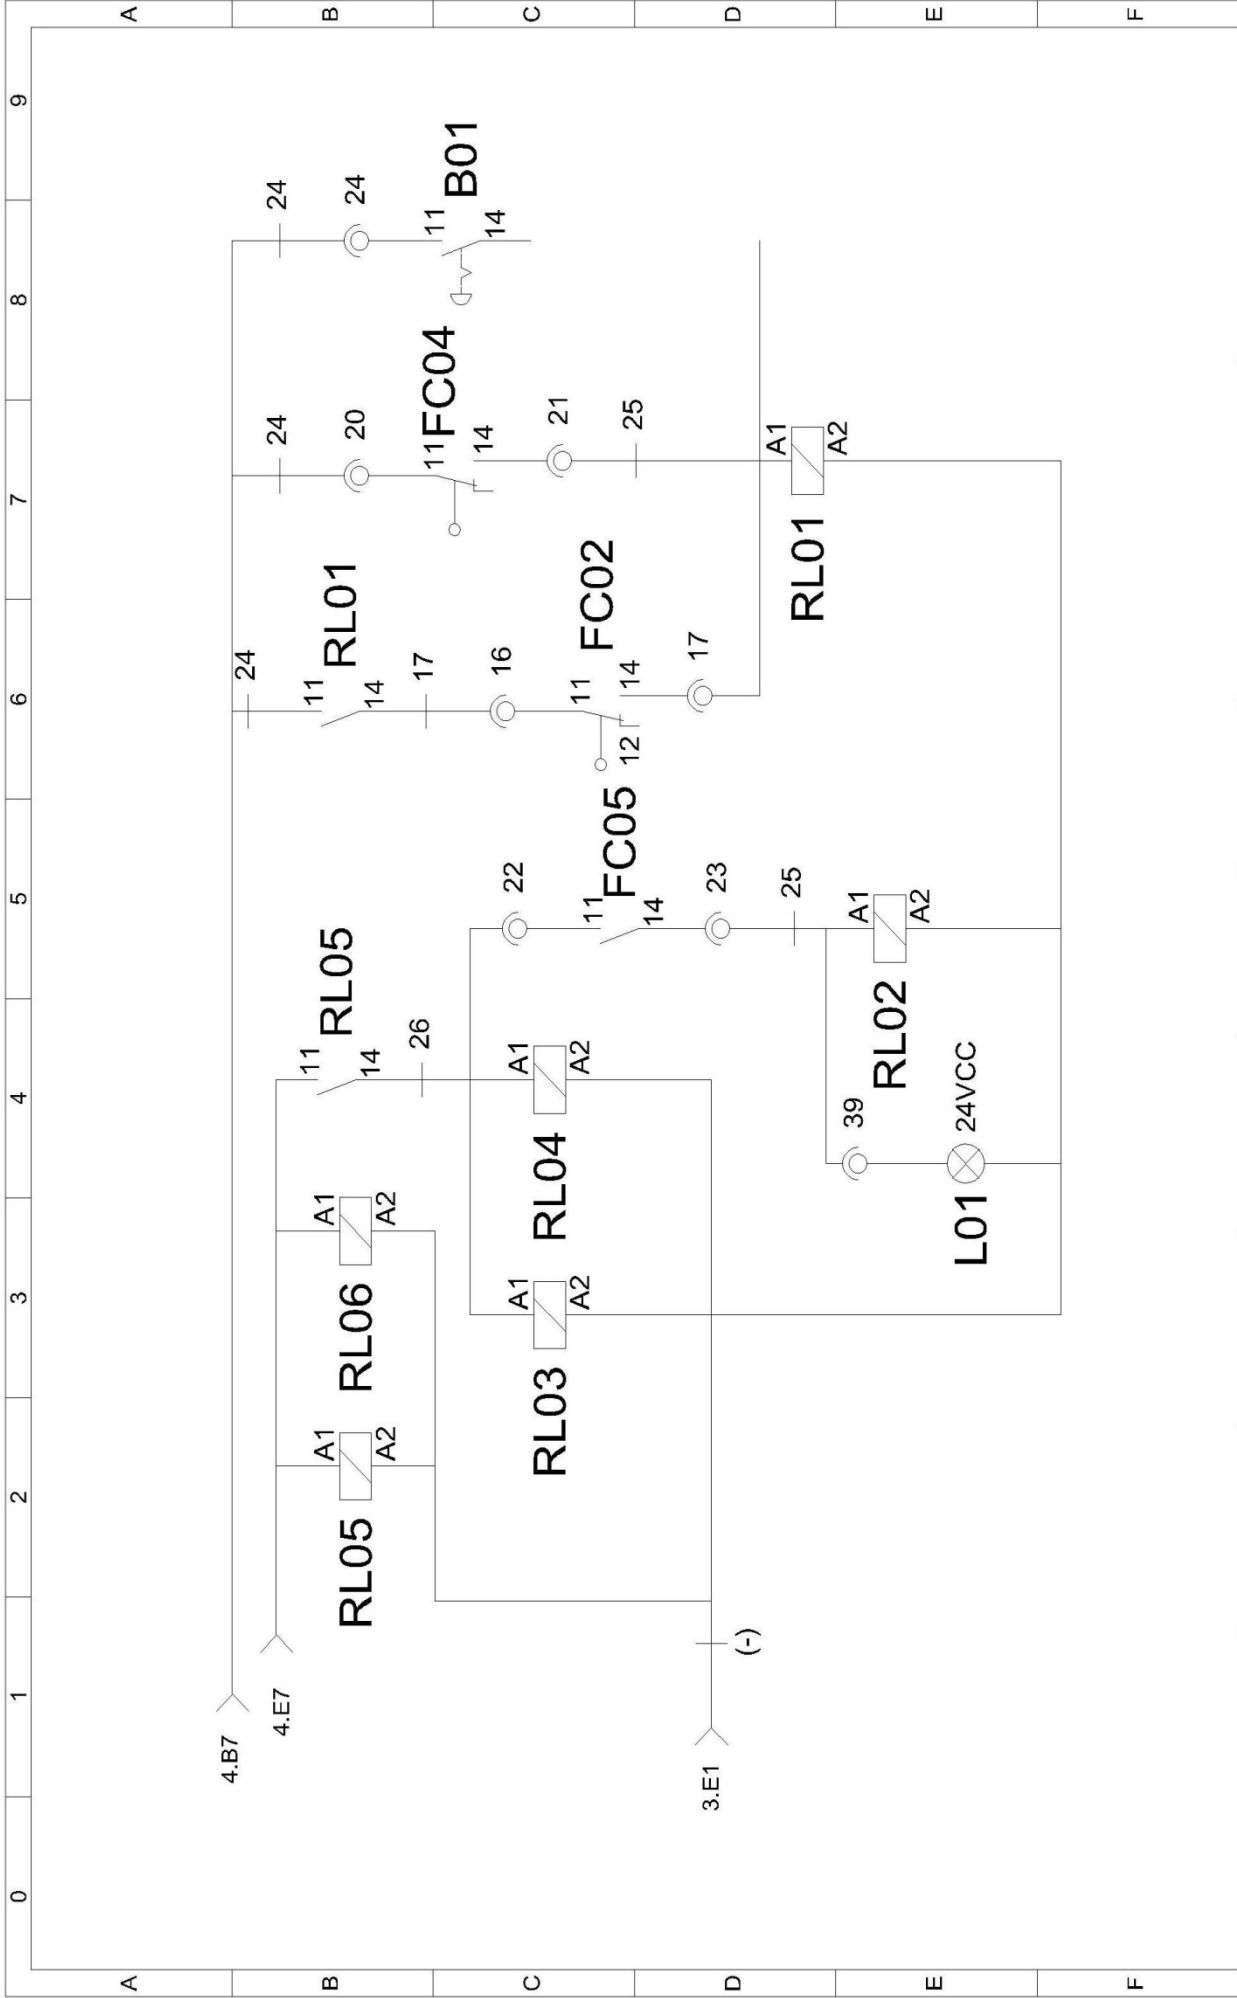 0 1 2 3 4 5 6 7 8 9
A
B
C
D
E
F
A
B
C
D
E
F
4.B7
4.E7
3.E1
(-)
RL05
A1
A2
RL06
A1
A2
RL05
11
14
26
RL03
A1
A2
RL04
A1
A2
22
FC05
11
14
23
25
RL02
A1
A2
39
L01
24VCC
24
RL01
11
14
17
16
FC02
11
12
14
17
24
20
FC04
11
14
21
25
RL01
A1
A2
24
24
B01
11
14